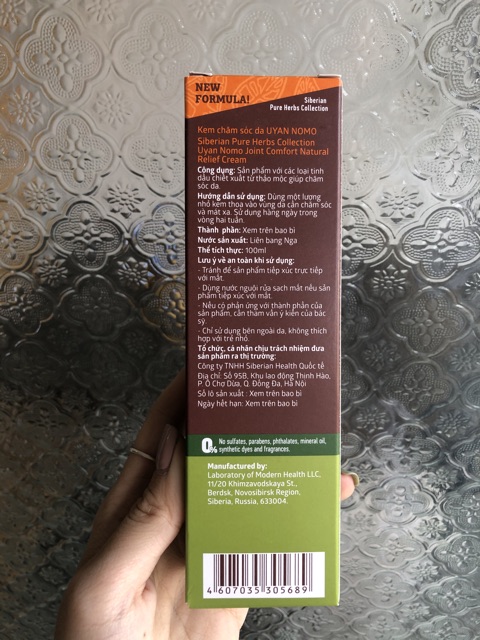 NEW
FORMULA!
Siberian
Pure Herbs Collection
Kem chăm sóc da UYAN NOMO
Siberian Pure Herbs Collection
Uyan Nomo Joint Comfort Natural
Relief Cream
Công dụng: Sản phẩm với các loại tinh
dầu chiết xuất từ thảo mộc giúp chăm
sóc da.
Hướng dẫn sử dụng: Dùng một lượng
nhỏ kem thoa vào vùng da cần chăm sóc
và mát xa. Sử dụng hàng ngày trong
vòng hai tuần.
Thành phần: Xem trên bao bì
Nước sản xuất: Liên bang Nga
Thể tích thực: 100ml
Lưu ý về an toàn khi sử dụng:
- Tránh để sản phẩm tiếp xúc trực tiếp
với mắt.
- Dùng nước nguội rửa sạch mắt nếu sản
phẩm tiếp xúc với mắt.
- Nếu có phản ứng với thành phần của
sản phẩm, cần tham vấn ý kiến của bác
sỹ.
- Chỉ sử dụng bên ngoài da, không thích
hợp với trẻ nhỏ.
Tổ chức, cá nhân chịu trách nhiệm đưa
sản phẩm ra thị trường:
Công ty TNHH Siberian Health Quốc tế
Địa chỉ: Số 95B, Khu lao động Thịnh Hào,
P. Ô Chợ Dừa, Q. Đống Đa, Hà Nội
Số lô sản xuất : Xem trên bao bì
Ngày hết hạn: Xem trên bao bì
0% No sulfates, parabens, phthalates, mineral oil,
synthetic dyes and fragrances.
Manufactured by:
Laboratory of Modern Health LLC,
11/20 Khimzavodskaya St.,
Berdsk, Novosibirsk Region,
Siberia, Russia, 633004.
4 607035 305689